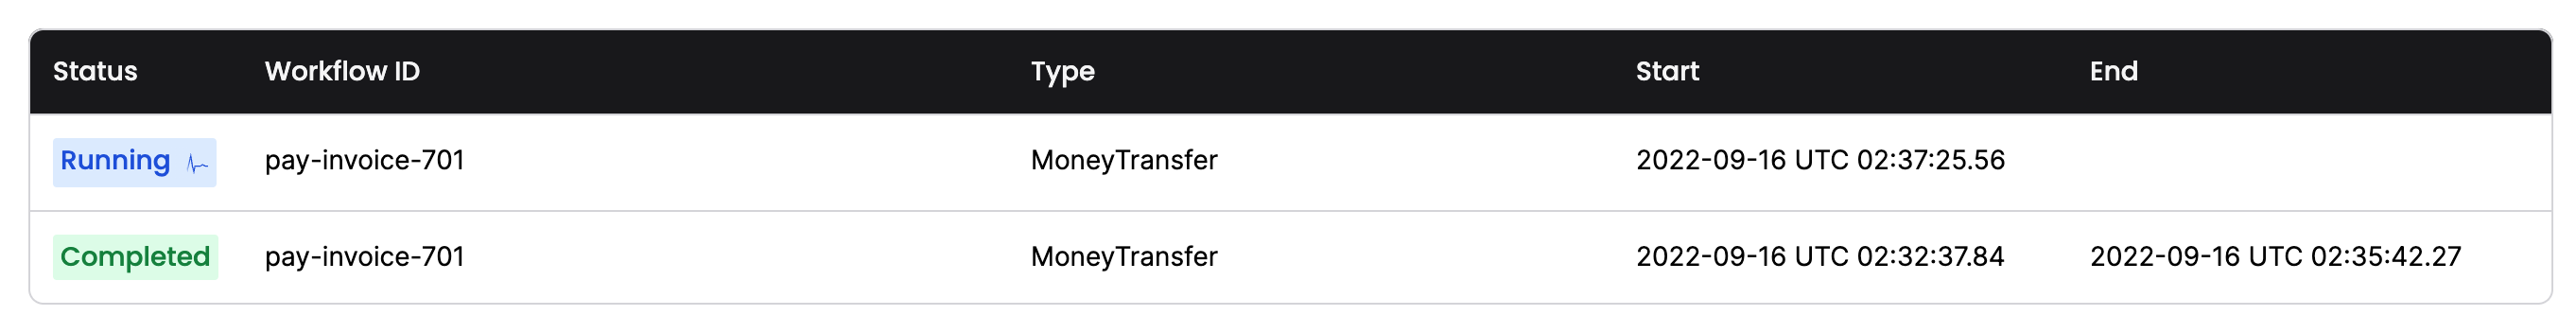 Status Workflow ID Type Start End
Running pay-invoice-701 MoneyTransfer 2022-09-16 UTC 02:37:25.56
Completed pay-invoice-701 MoneyTransfer 2022-09-16 UTC 02:32:37.84 2022-09-16 UTC 02:35:42.27